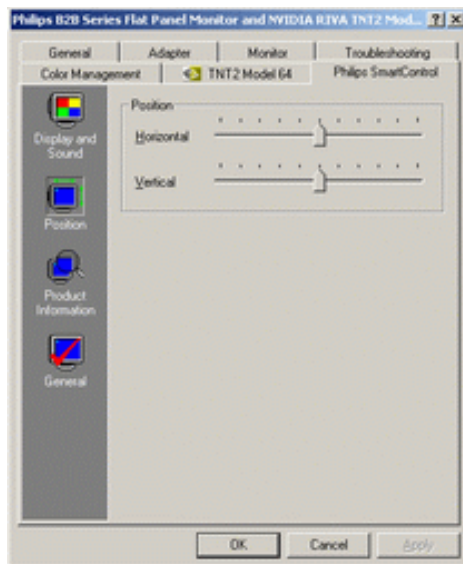 Philips B2B Series Flat Panel Monitor and NVIDIA RIVA TNT2 Mod... ? X
General Adapter Monitor Troubleshooting
Color Management TNT2 Model 64 Philips SmartControl
Display and
Sound
Position
Product
Information
General
Position
Horizontal
Vertical
OK Cancel Apply